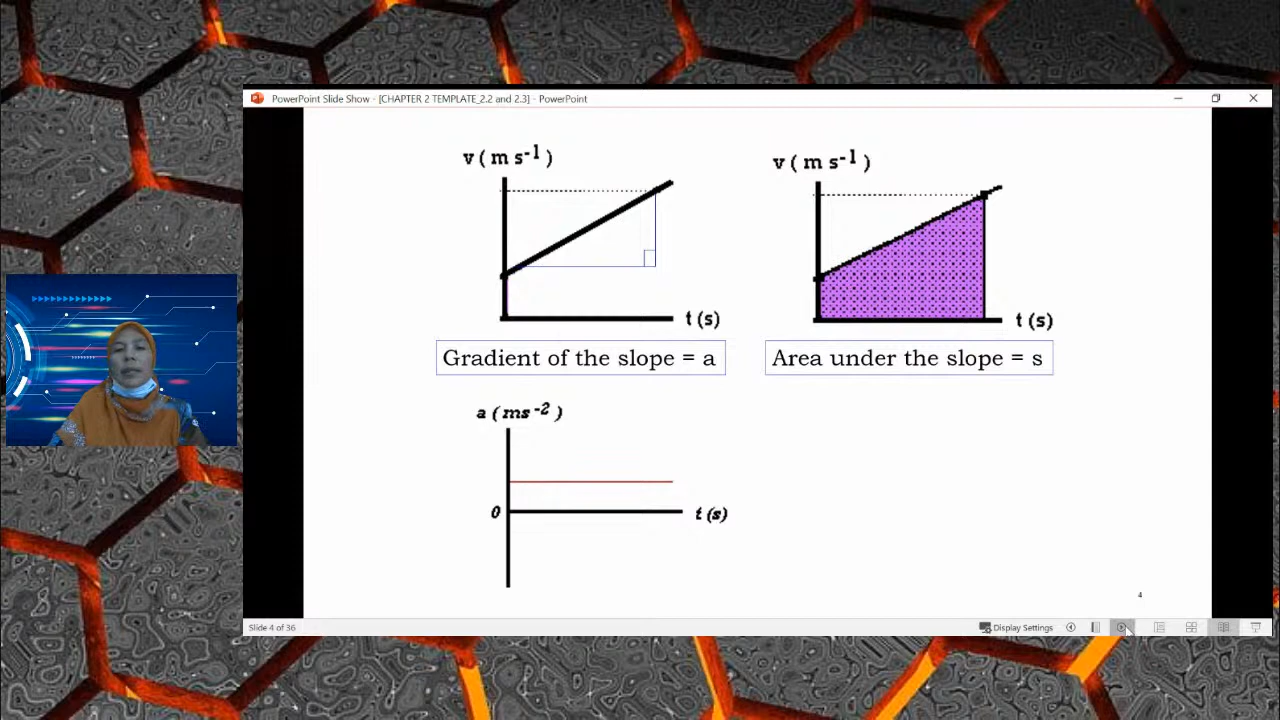 PowerPoint Slide Show - [CHAPTER 2 TEMPLATE_2.2 and 2.3] - PowerPoint
v ( m s-1 )
t (s)
Gradient of the slope = a
v ( m s-1 )
t (s)
Area under the slope = s
a ( ms -2 )
0
t (s)
4
Slide 4 of 36
Display Settings